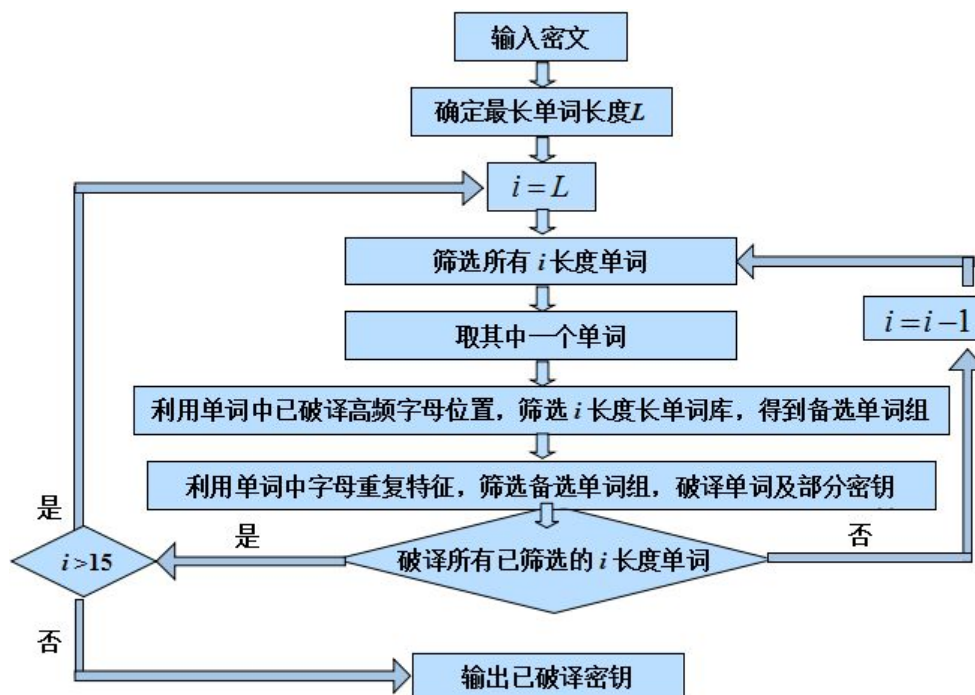 输入密文
确定最长单词长度L
i = L
筛选所有 i 长度单词
i = i − 1
取其中一个单词
利用单词中已破译高频字母位置，筛选 i 长度长单词库，得到备选单词组
利用单词中字母重复特征，筛选备选单词组，破译单词及部分密钥
是
是
否
i >15
破译所有已筛选的 i 长度单词
否
输出已破译密钥